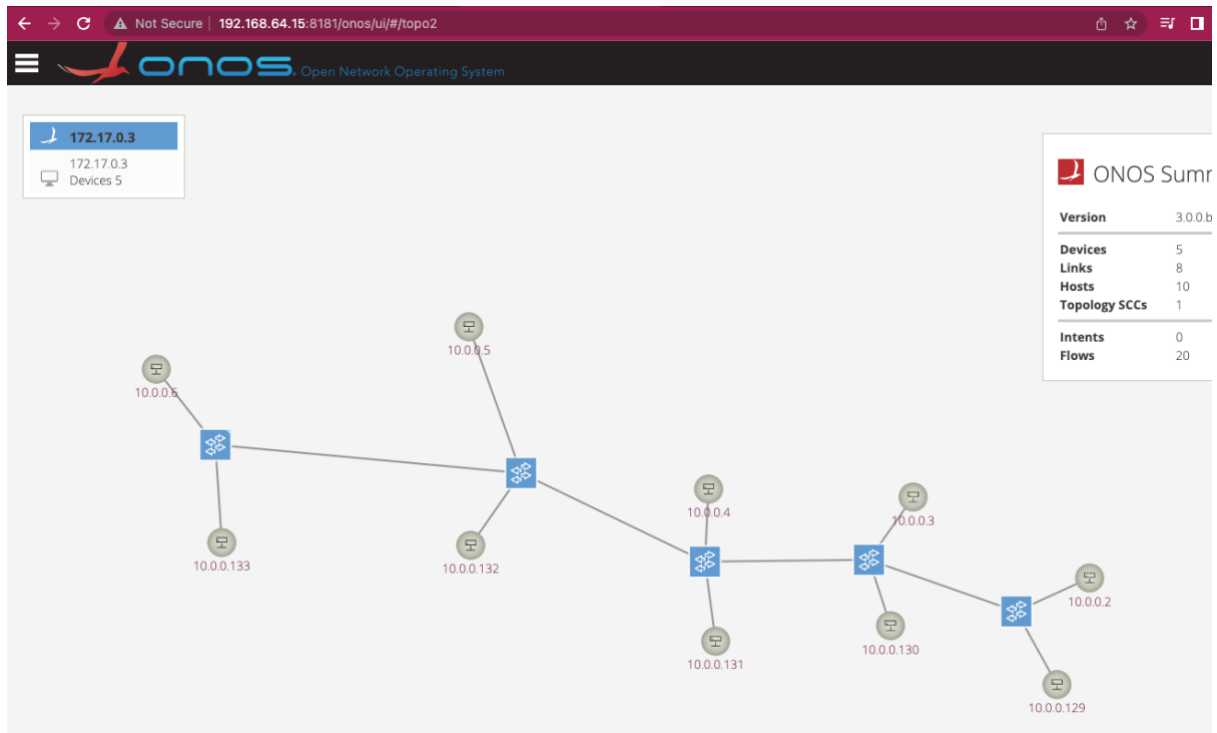 Not Secure | 192.168.64.15:8181/onos/ui/#/topo2
onos. Open Network Operating System
172.17.0.3
172.17.0.3
Devices 5
ONOS Summ
Version 3.0.0.b
Devices 5
Links 8
Hosts 10
Topology SCCs 1
Intents 0
Flows 20
10.0.0.5
10.0.0.6
10.0.0.4
10.0.0.3
10.0.0.133
10.0.0.132
10.0.0.2
10.0.0.130
10.0.0.131
10.0.0.129